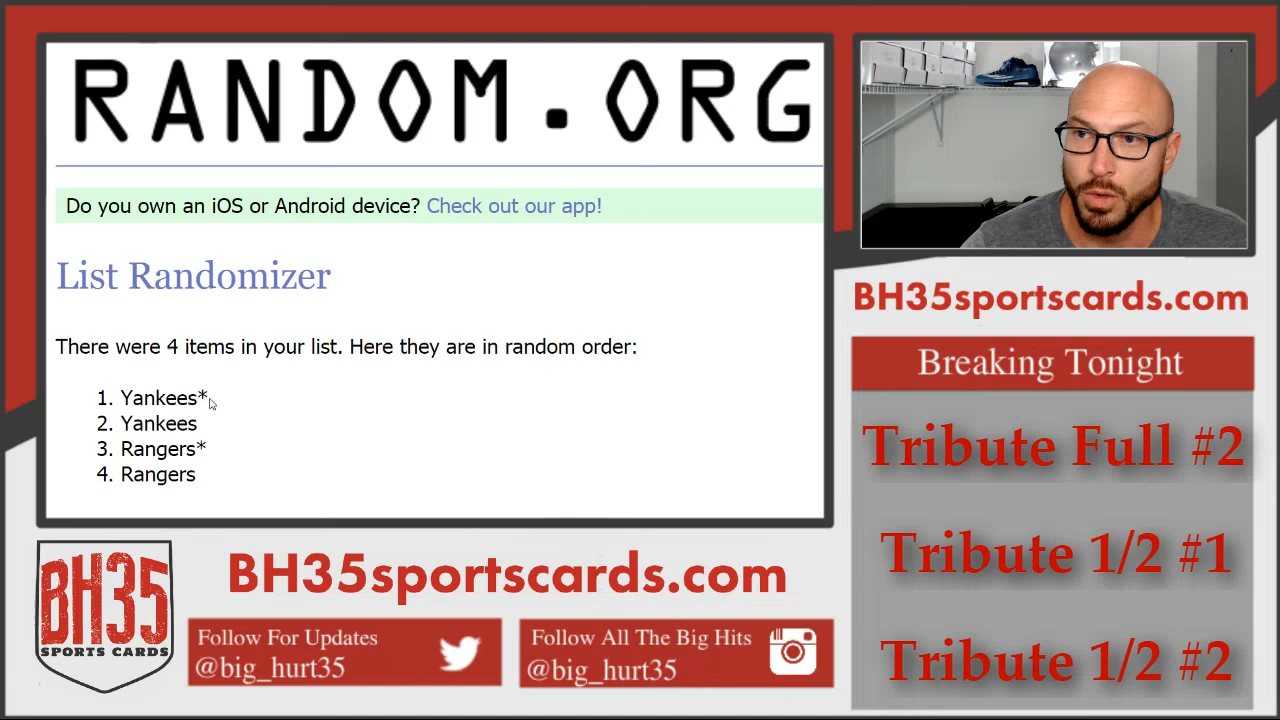 RANDOM.ORG
Do you own an iOS or Android device? Check out our app!
List Randomizer
There were 4 items in your list. Here they are in random order:
1. Yankees*
2. Yankees
3. Rangers*
4. Rangers
BH35sportscards.com
Breaking Tonight
Tribute Full #2
Tribute 1/2 #1
Tribute 1/2 #2
BH35
SPORTS CARDS
BH35sportscards.com
Follow For Updates
@big_hurt35
Follow All The Big Hits
@big_hurt35